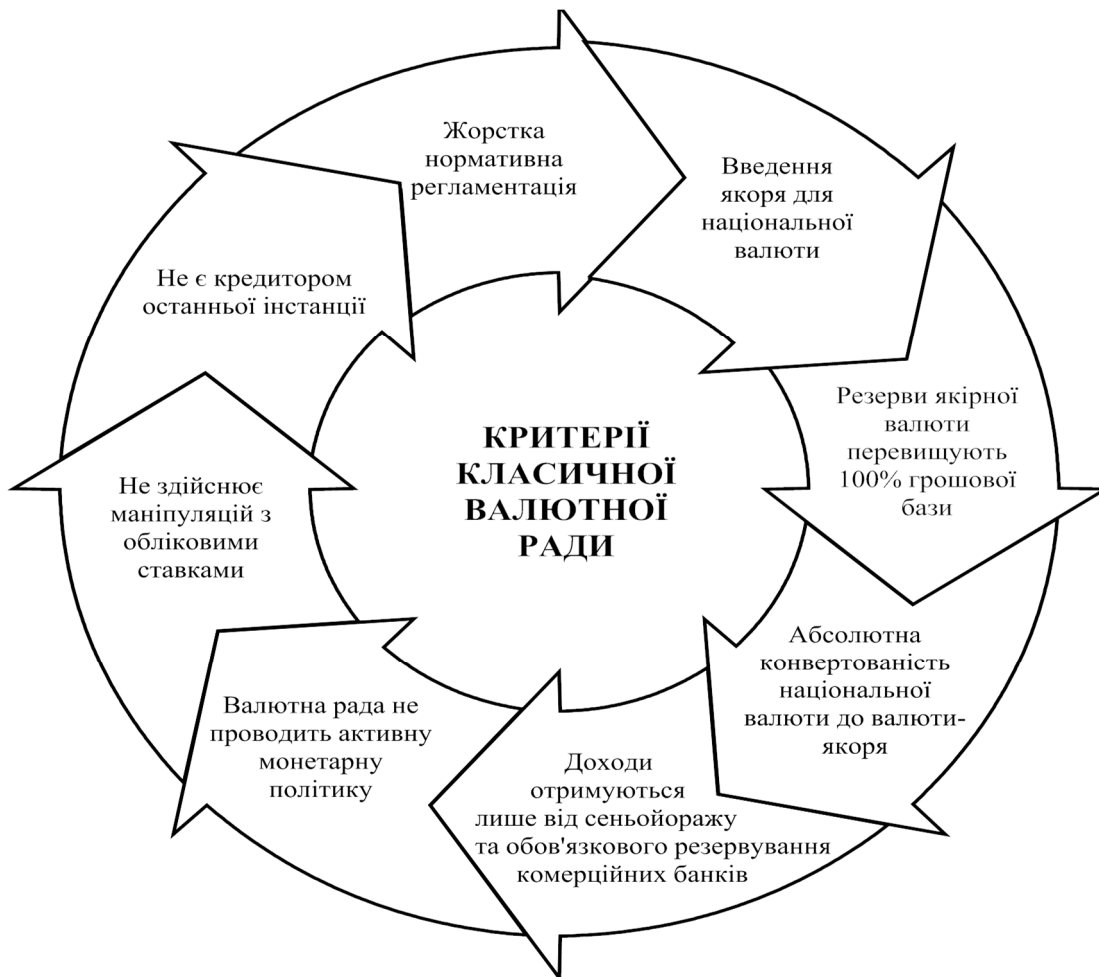 Жорстка
нормативна
регламентація
Введення
якоря для
національної
валюти
Резерви якірної
валюти
перевищують
100% грошової
бази
Абсолютна
конвертованість
національної
валюти до валюти-
якоря
Доходи
отримуються
лише від сеньйоражу
та обов'язкового резервування
комерційних банків
Валютна рада не
проводить активну
монетарну
політику
Не здійснює
маніпуляцій з
обліковими
ставками
Не є кредитором
останньої інстанції
КРИТЕРІЇ
КЛАСИЧНОЇ
ВАЛЮТНОЇ
РАДИ